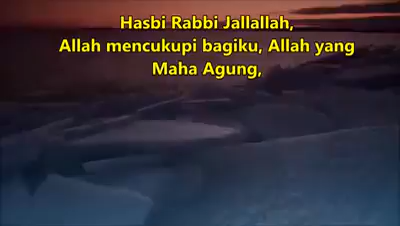 Hasbi Rabbi Jallallah,
Allah mencukupi bagiku, Allah yang
Maha Agung,